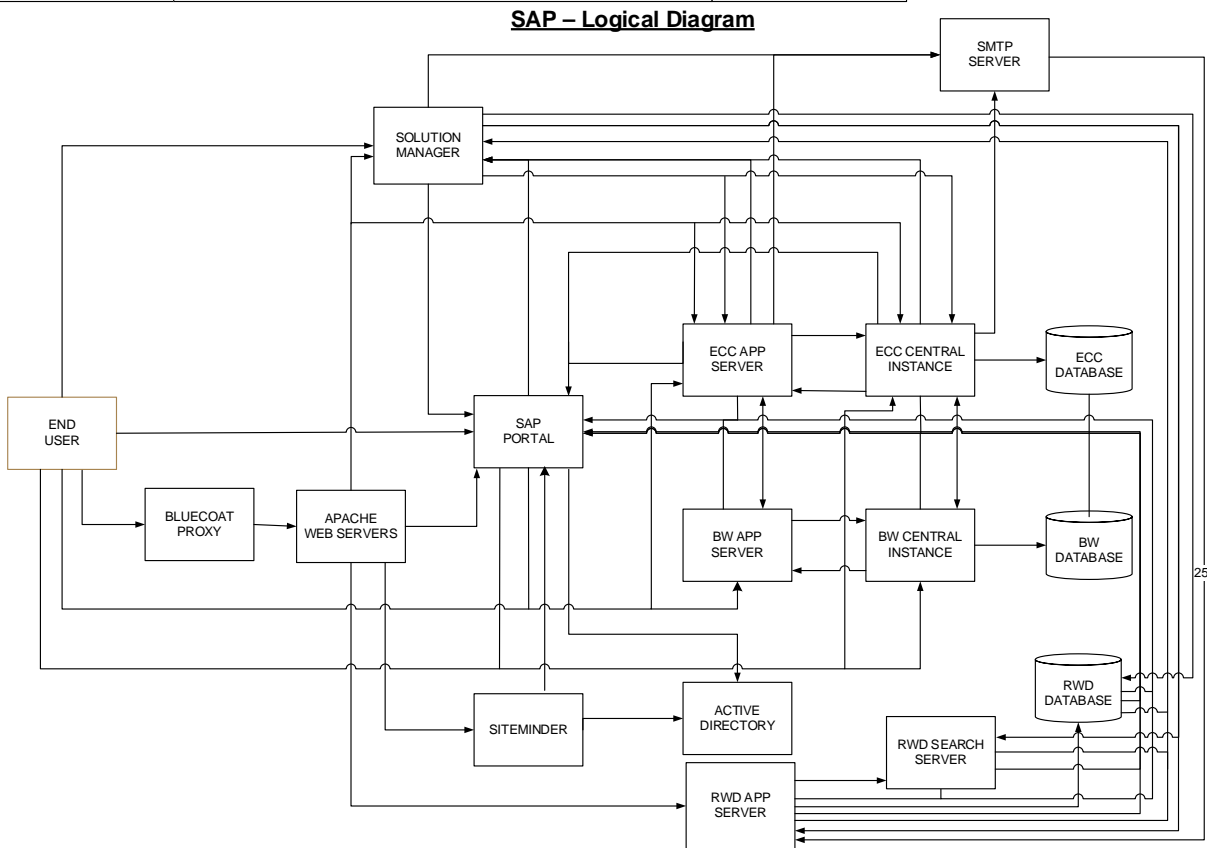 SAP – Logical Diagram
SMTP
SERVER
SOLUTION
MANAGER
ECC APP
SERVER
ECC CENTRAL
INSTANCE
ECC
DATABASE
END
USER
SAP
PORTAL
BLUECOAT
PROXY
APACHE
WEB SERVERS
BW APP
SERVER
BW CENTRAL
INSTANCE
BW
DATABASE
25
RWD
DATABASE
SITEMINDER
ACTIVE
DIRECTORY
RWD SEARCH
SERVER
RWD APP
SERVER